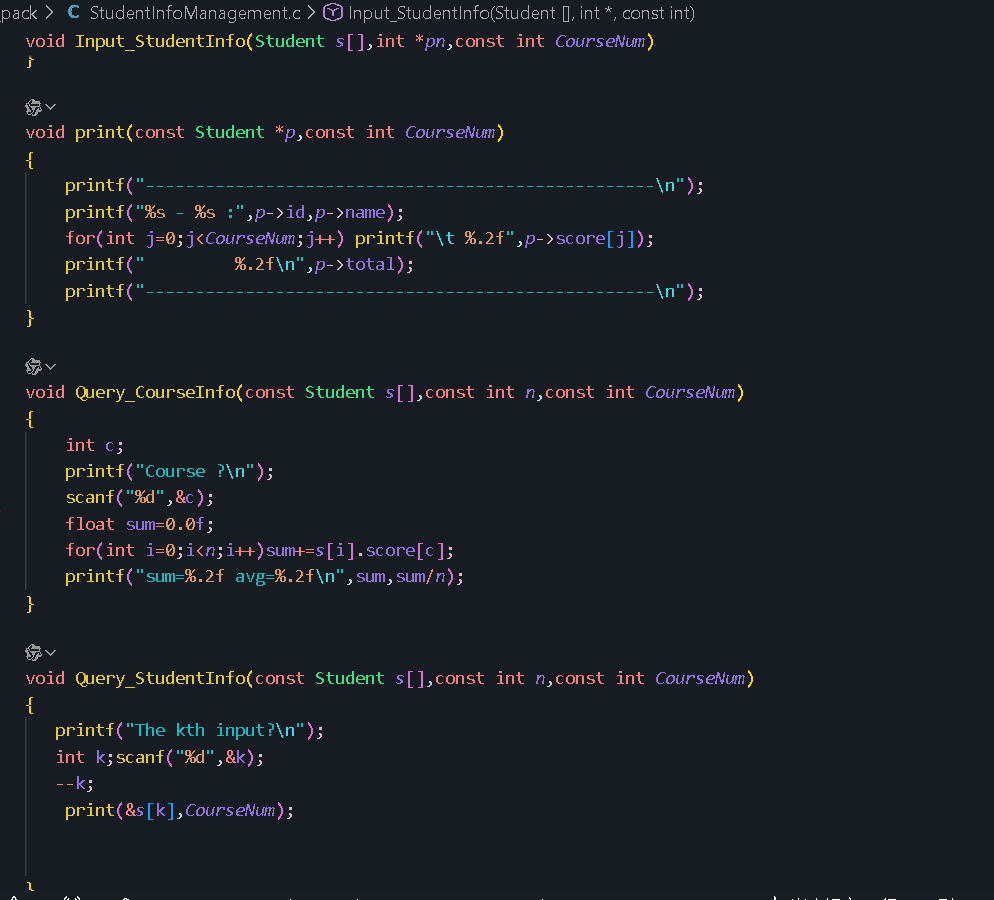 pack > C StudentInfoManagement.c > Input_StudentInfo(Student [], int *, const int)
void Input_StudentInfo(Student s[],int *pn,const int CourseNum)
}
void print(const Student *p,const int CourseNum)
{
    printf("---------------------------------------------------\n");
    printf("%s - %s :",p->id,p->name);
    for(int j=0;j<CourseNum;j++) printf("\t %.2f",p->score[j]);
    printf("         %.2f\n",p->total);
    printf("---------------------------------------------------\n");
}
void Query_CourseInfo(const Student s[],const int n,const int CourseNum)
{
    int c;
    printf("Course ?\n");
    scanf("%d",&c);
    float sum=0.0f;
    for(int i=0;i<n;i++)sum+=s[i].score[c];
    printf("sum=%.2f avg=%.2f\n",sum,sum/n);
}
void Query_StudentInfo(const Student s[],const int n,const int CourseNum)
{
   printf("The kth input?\n");
   int k;scanf("%d",&k);
   --k;
    print(&s[k],CourseNum);
}